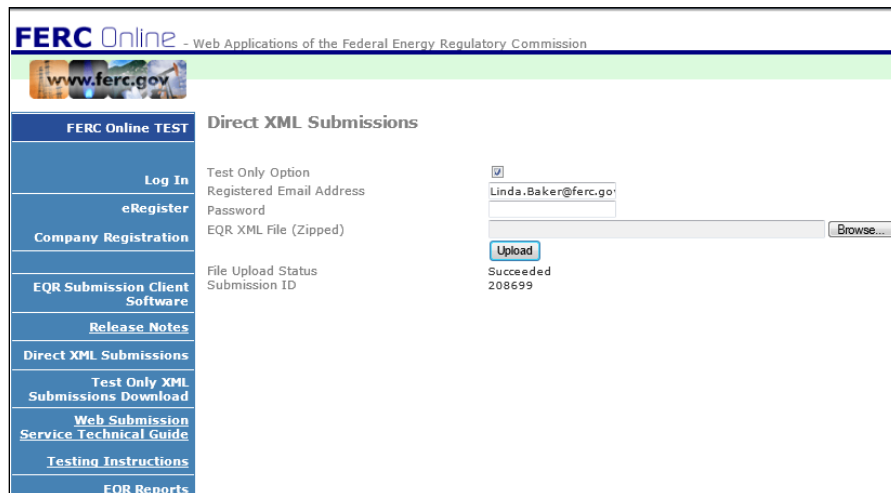 FERC Online - Web Applications of the Federal Energy Regulatory Commission
www.ferc.gov
FERC Online TEST
Log In
eRegister
Company Registration
EQR Submission Client
Software
Release Notes
Direct XML Submissions
Test Only XML
Submissions Download
Web Submission
Service Technical Guide
Testing Instructions
EQR Reports
Direct XML Submissions
Test Only Option
Registered Email Address Linda.Baker@ferc.go
Password
EQR XML File (Zipped) Browse...
Upload
File Upload Status Succeeded
Submission ID 208699